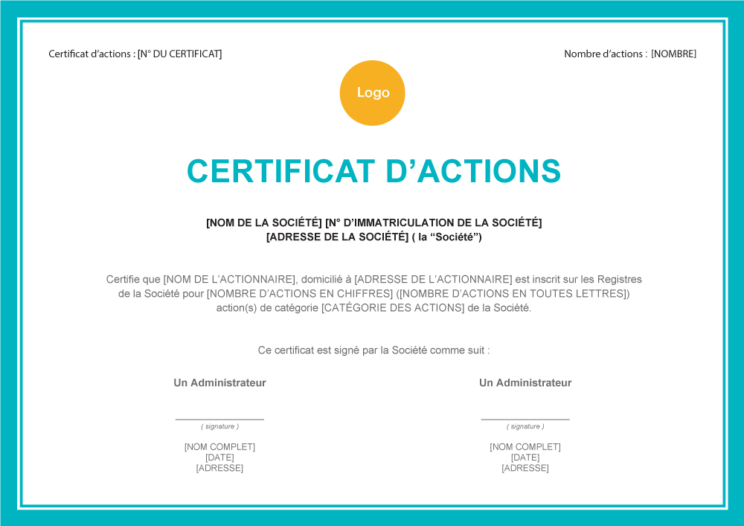 Certificat d’actions : [N° DU CERTIFICAT]
Nombre d’actions : [NOMBRE]
Logo
CERTIFICAT D’ACTIONS
[NOM DE LA SOCIÉTÉ] [N° D’IMMATRICULATION DE LA SOCIÉTÉ]
[ADRESSE DE LA SOCIÉTÉ] ( la “Société”)
Certifie que [NOM DE L’ACTIONNAIRE], domicilié à [ADRESSE DE L’ACTIONNAIRE] est inscrit sur les Registres
de la Société pour [NOMBRE D’ACTIONS EN CHIFFRES] ([NOMBRE D’ACTIONS EN TOUTES LETTRES])
action(s) de catégorie [CATÉGORIE DES ACTIONS] de la Société.
Ce certificat est signé par la Société comme suit :
Un Administrateur
( signature )
[NOM COMPLET]
[DATE]
[ADRESSE]
Un Administrateur
( signature )
[NOM COMPLET]
[DATE]
[ADRESSE]